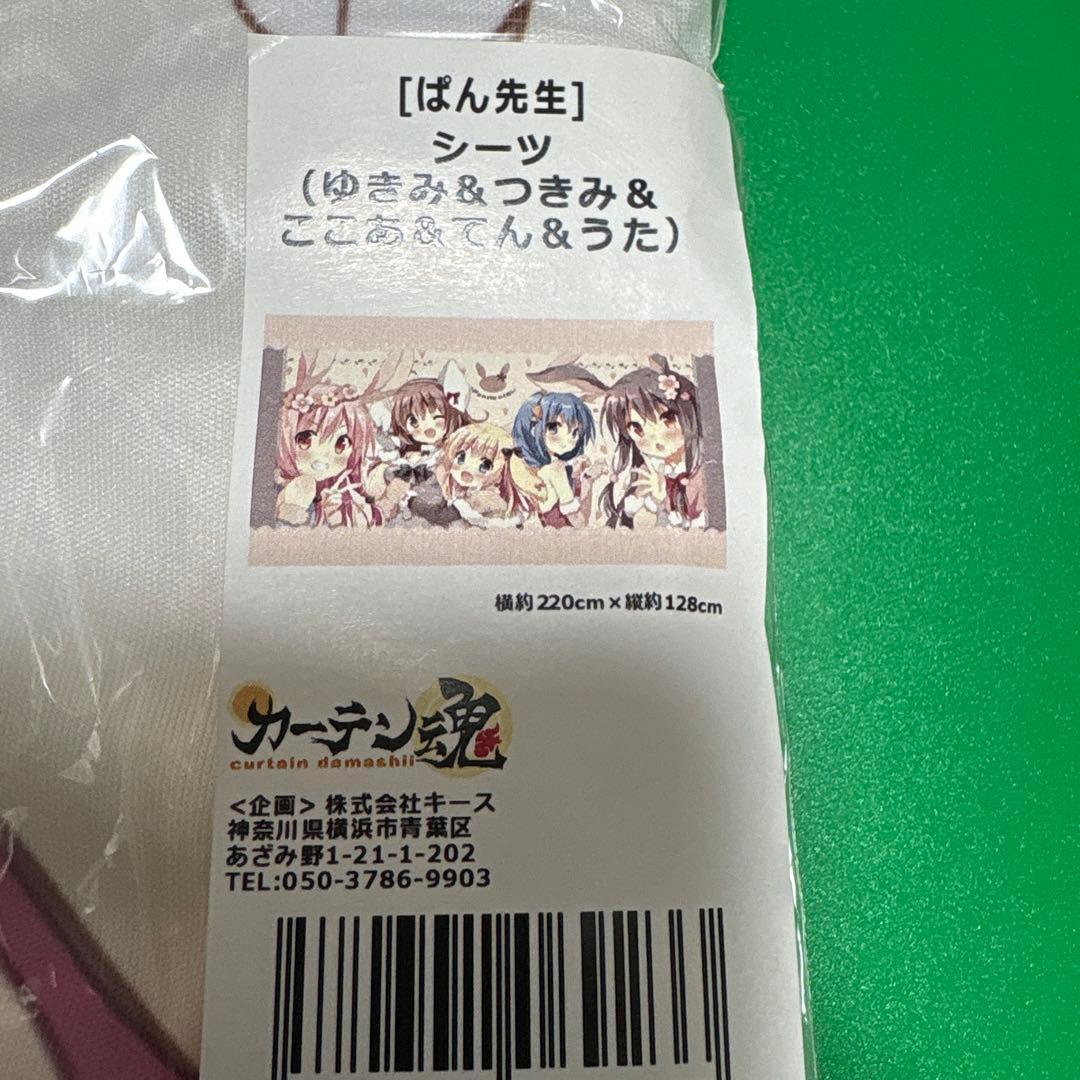 [ぱん先生]
シーツ
(ゆきみ&つきみ&
ここあ&てん&うた)
横約220cm×縦約128cm
カーテン魂
curtain damashii
<企画>株式会社キース
神奈川県横浜市青葉区
あざみ野1-21-1-202
TEL:050-3786-9903